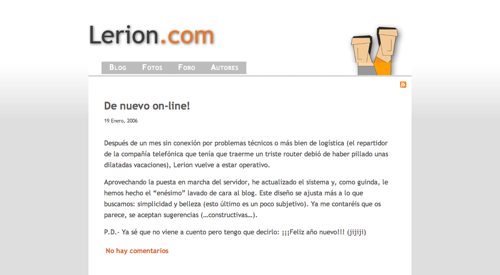 Lerion.com
Blog Fotos Foro Autores
De nuevo on-line!
19 Enero, 2006
Después de un mes sin conexión por problemas técnicos o más bien de logística (el repartidor
de la compañía telefónica que tenía que traerme un triste router debió de haber pillado unas
dilatadas vacaciones), Lerion vuelve a estar operativo.
Aprovechando la puesta en marcha del servidor, he actualizado el sistema y, como guinda, le
hemos hecho el “enésimo” lavado de cara al blog. Este diseño se ajusta más a lo que
buscamos: simplicidad y belleza (esto último es un poco subjetivo). Ya me contaréis que os
parece, se aceptan sugerencias (…constructivas…).
P.D.- Ya sé que no viene a cuento pero tengo que decirlo: ¡¡¡Feliz año nuevo!!! (jijiji)
No hay comentarios